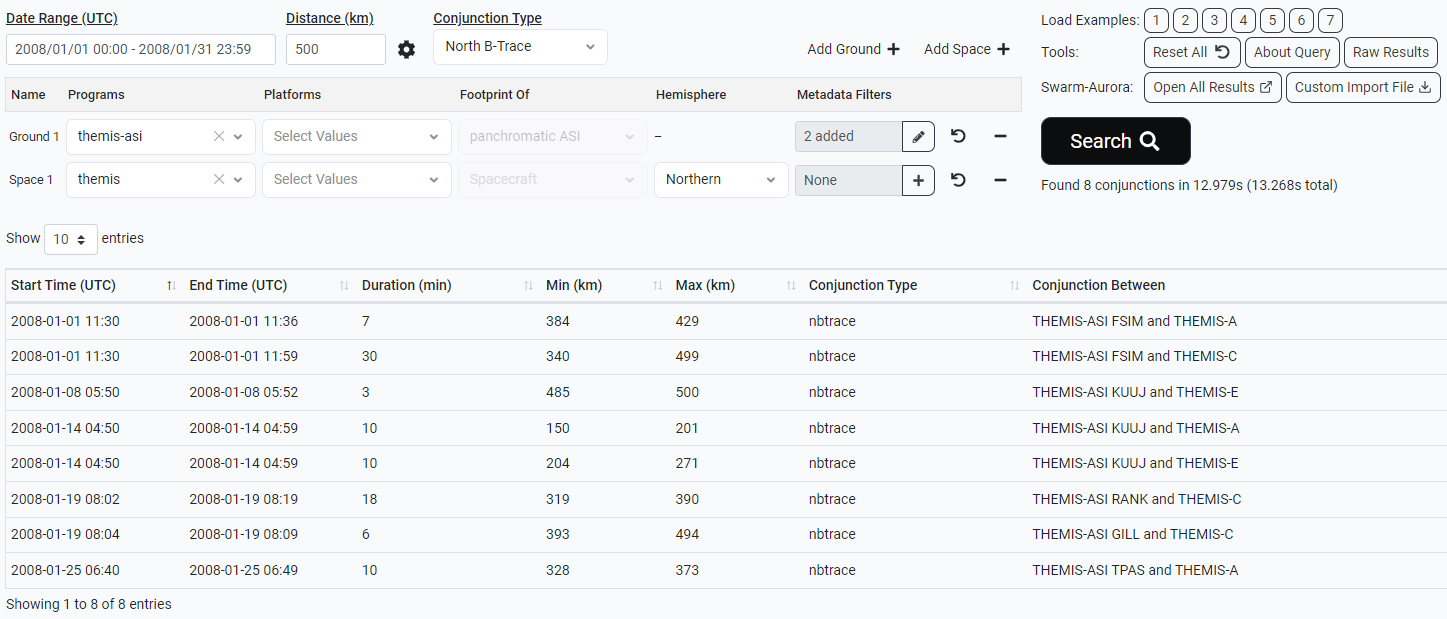 Date Range (UTC) Distance (km) Conjunction Type
2008/01/01 00:00 - 2008/01/31 23:59 500 North B-Trace
Add Ground + Add Space +
Load Examples: 1 2 3 4 5 6 7
Tools: Reset All About Query Raw Results
Swarm-Aurora: Open All Results Custom Import File
Name Programs Platforms Footprint Of Hemisphere Metadata Filters
Ground 1 themis-asi Select Values panchromatic ASI – 2 added
Space 1 themis Select Values Spacecraft Northern None
Search
Found 8 conjunctions in 12.979s (13.268s total)
Show 10 entries
Start Time (UTC) End Time (UTC) Duration (min) Min (km) Max (km) Conjunction Type Conjunction Between
2008-01-01 11:30 2008-01-01 11:36 7 384 429 nbtrace THEMIS-ASI FSIM and THEMIS-A
2008-01-01 11:30 2008-01-01 11:59 30 340 499 nbtrace THEMIS-ASI FSIM and THEMIS-C
2008-01-08 05:50 2008-01-08 05:52 3 485 500 nbtrace THEMIS-ASI KUUJ and THEMIS-E
2008-01-14 04:50 2008-01-14 04:59 10 150 201 nbtrace THEMIS-ASI KUUJ and THEMIS-A
2008-01-14 04:50 2008-01-14 04:59 10 204 271 nbtrace THEMIS-ASI KUUJ and THEMIS-E
2008-01-19 08:02 2008-01-19 08:19 18 319 390 nbtrace THEMIS-ASI RANK and THEMIS-C
2008-01-19 08:04 2008-01-19 08:09 6 393 494 nbtrace THEMIS-ASI GILL and THEMIS-C
2008-01-25 06:40 2008-01-25 06:49 10 328 373 nbtrace THEMIS-ASI TPAS and THEMIS-A
Showing 1 to 8 of 8 entries